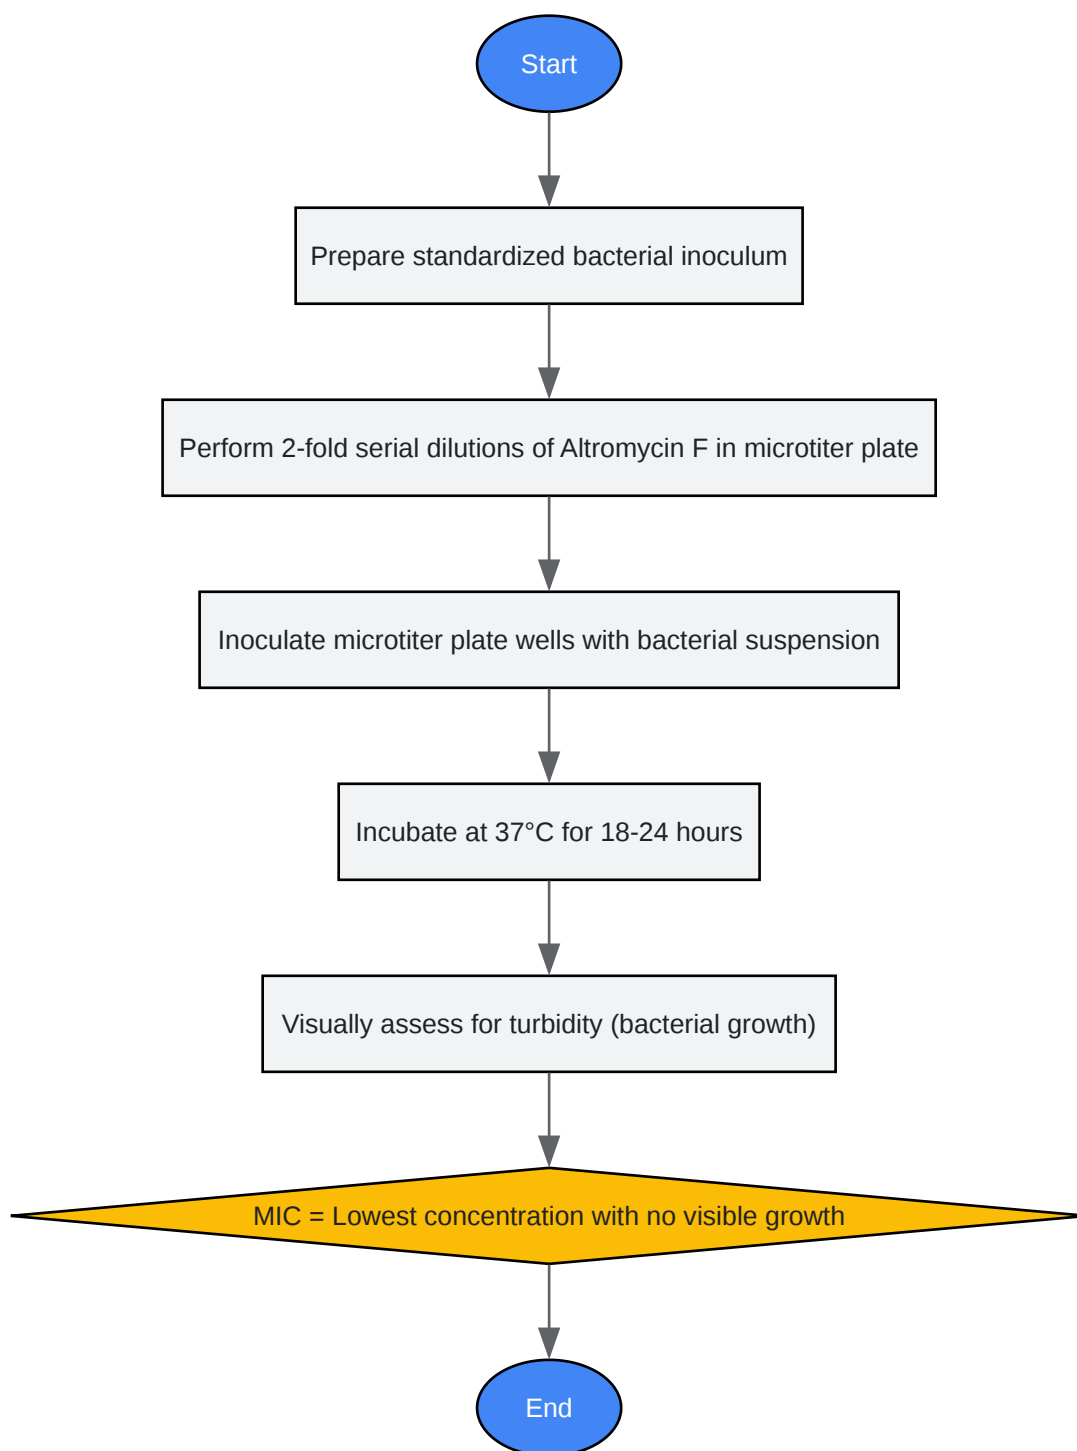 Start
Prepare standardized bacterial inoculum
Perform 2-fold serial dilutions of Altromycin F in microtiter plate
Inoculate microtiter plate wells with bacterial suspension
Incubate at 37°C for 18-24 hours
Visually assess for turbidity (bacterial growth)
MIC = Lowest concentration with no visible growth
End